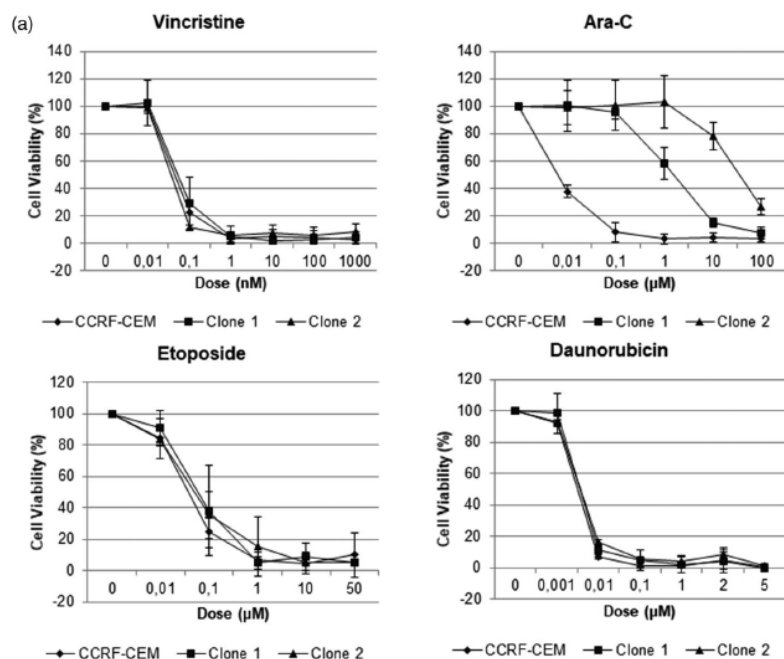 (a)
Vincristine
Cell Viability (%)
140
120
100
80
60
40
20
0
-20
0 0,01 0,1 1 10 100 1000
Dose (nM)
CCRF-CEM Clone 1 Clone 2
Ara-C
Cell Viability (%)
140
120
100
80
60
40
20
0
-20
0 0,01 0,1 1 10 100
Dose (µM)
CCRF-CEM Clone 1 Clone 2
Etoposide
Cell Viability (%)
120
100
80
60
40
20
0
-20
0 0,01 0,1 1 10 50
Dose (µM)
CCRF-CEM Clone 1 Clone 2
Daunorubicin
Cell Viability (%)
120
100
80
60
40
20
0
-20
0 0,001 0,01 0,1 1 2 5
Dose (µM)
CCRF-CEM Clone 1 Clone 2